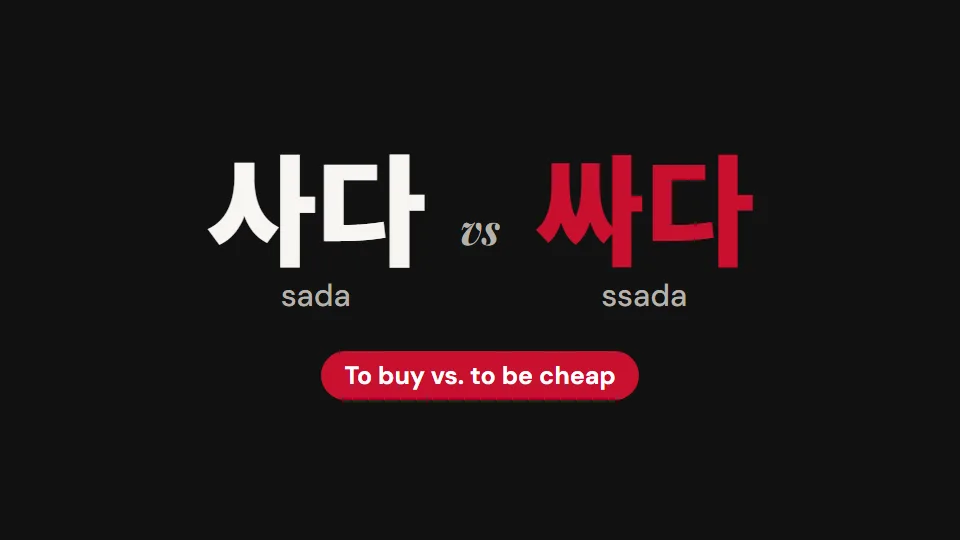 사다 vs 싸다
sada ssada
To buy vs. to be cheap